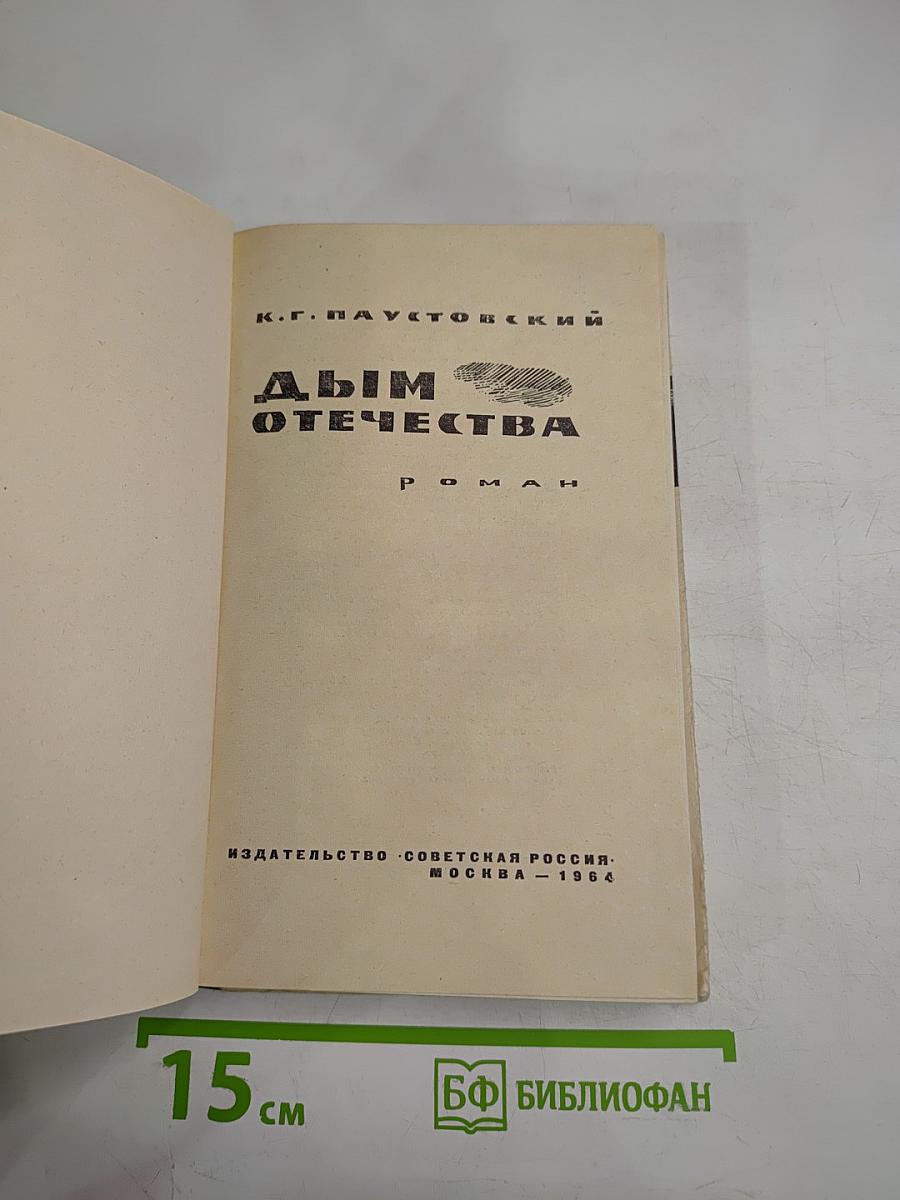 К. Г. ПАУСТОВСКИЙ
ДЫМ
ОТЕЧЕСТВА
РОМАН
ИЗДАТЕЛЬСТВО «СОВЕТСКАЯ РОССИЯ»
МОСКВА — 1964
15 см
БФ БИБЛИОФАН